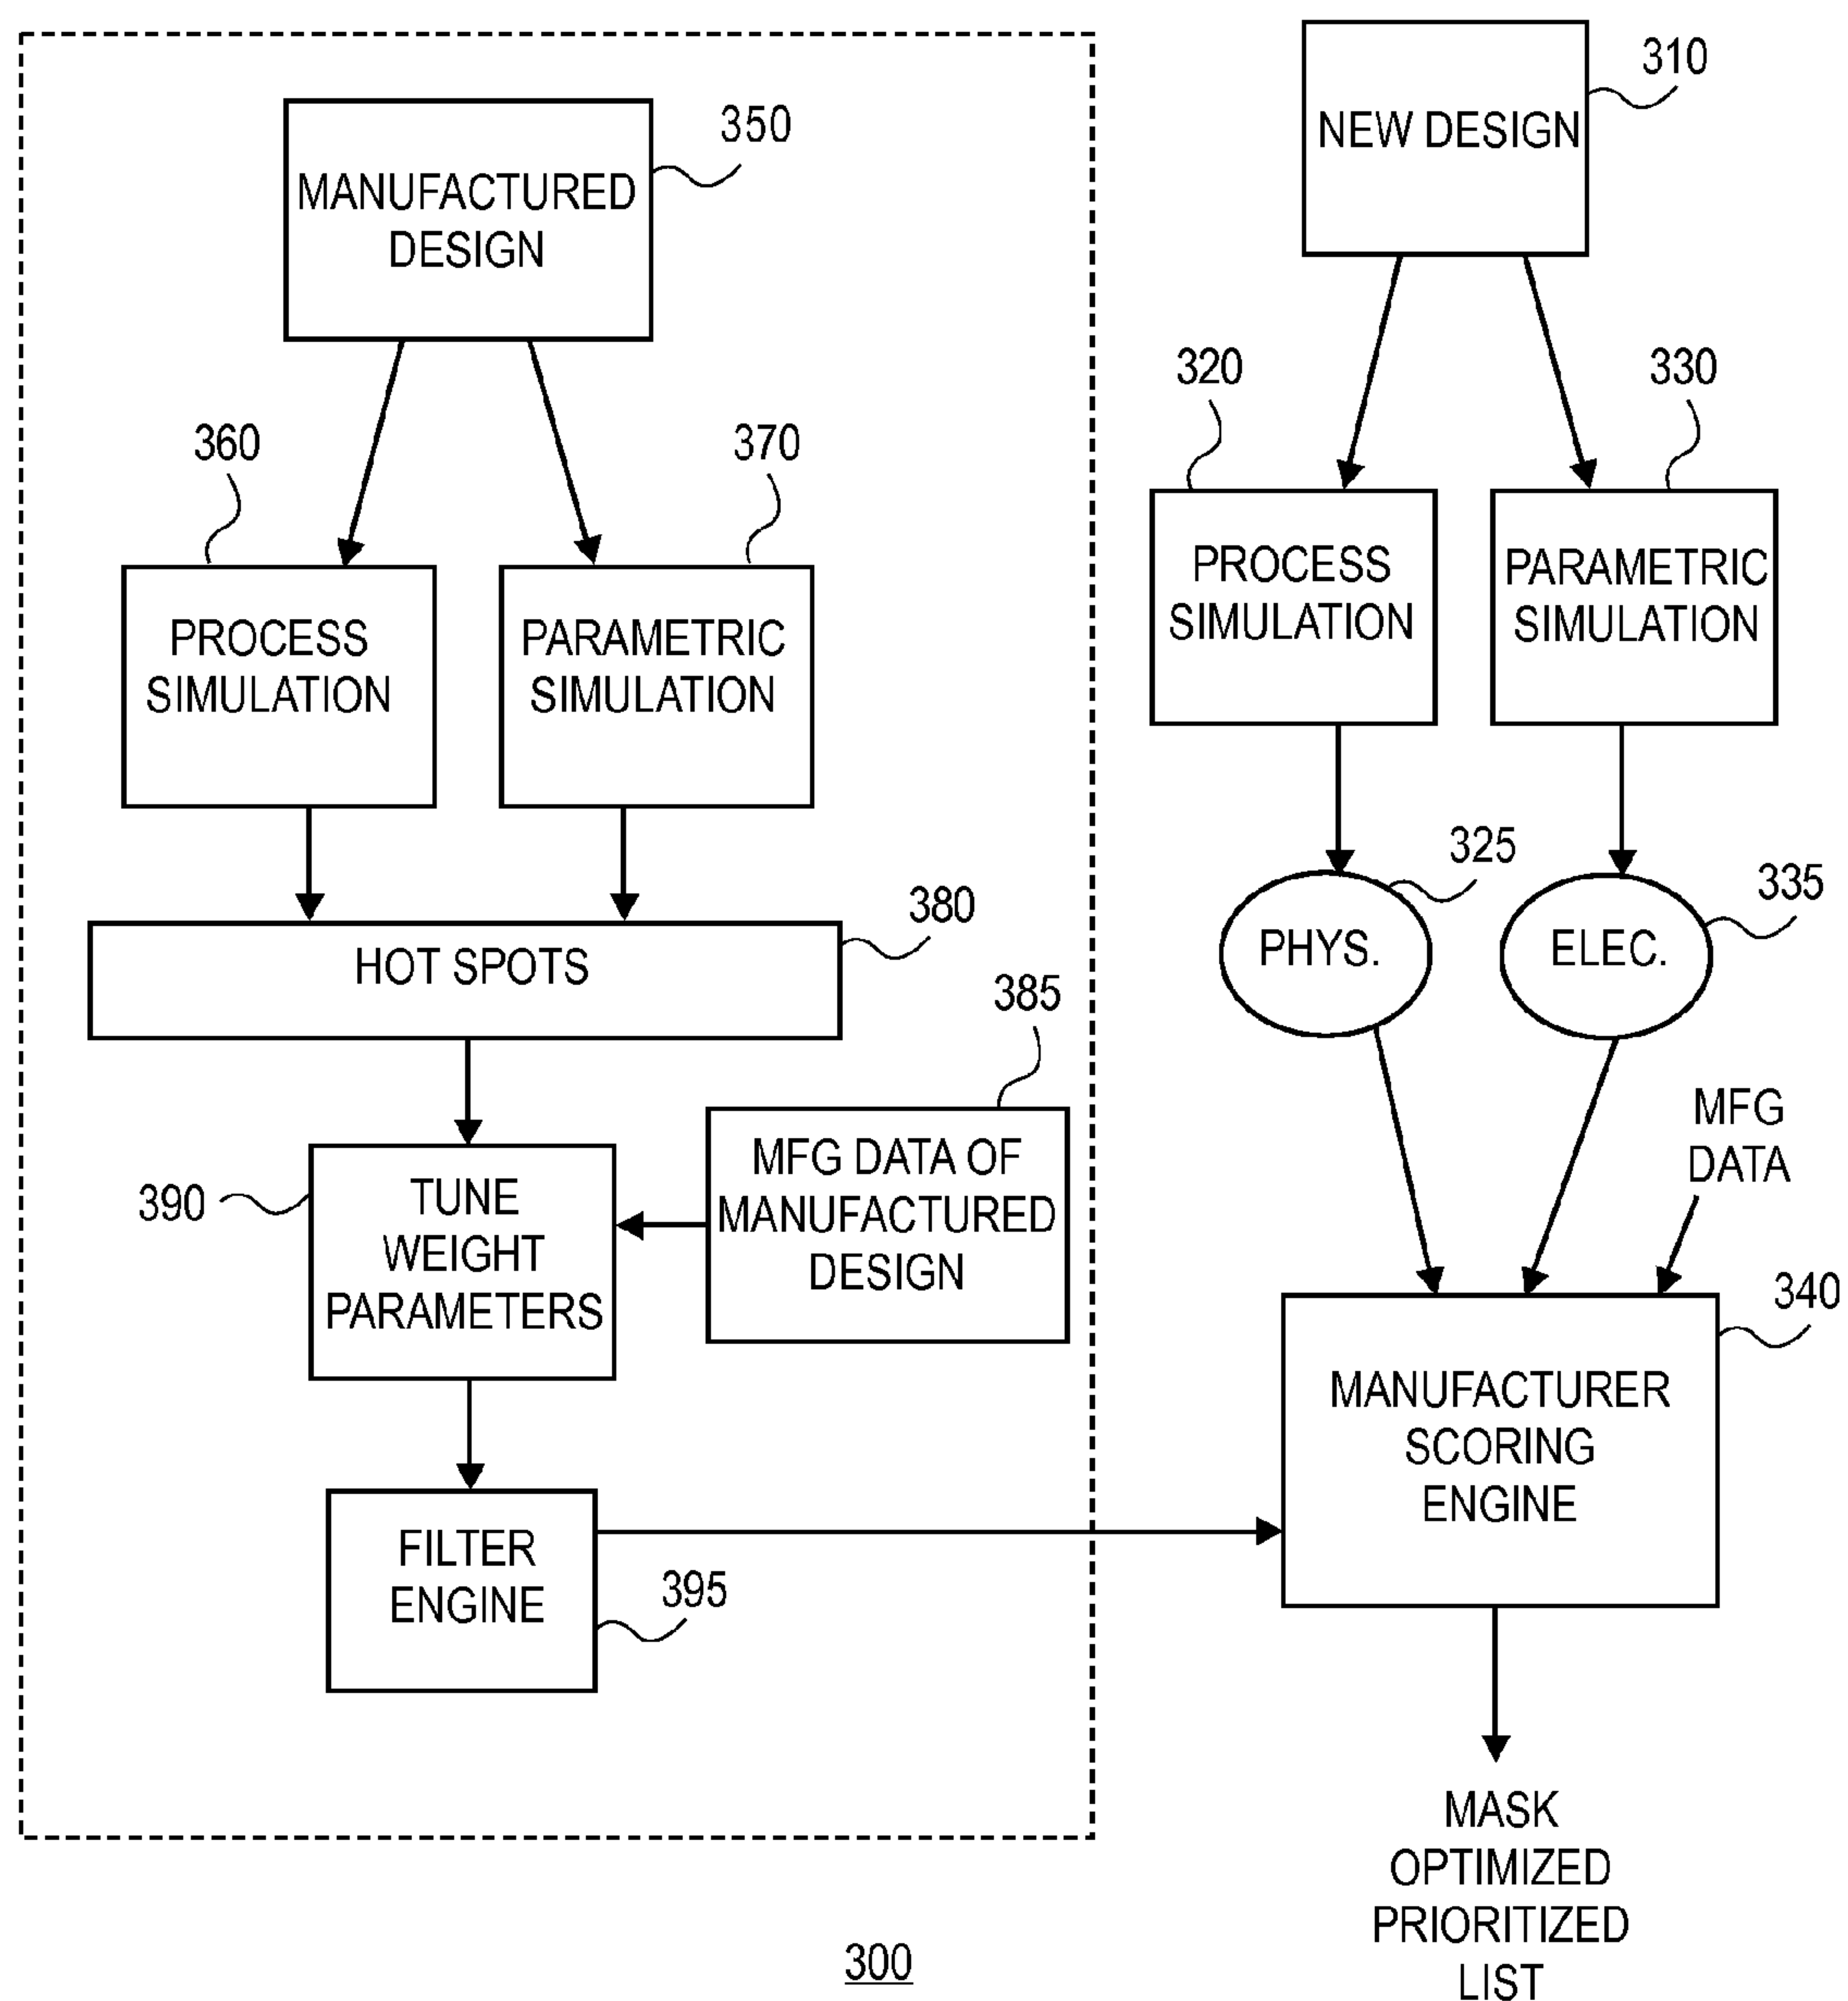 310
NEW DESIGN
350
MANUFACTURED
DESIGN
320
330
360
370
PROCESS
SIMULATION
PARAMETRIC
SIMULATION
PROCESS
SIMULATION
PARAMETRIC
SIMULATION
325
335
PHYS.
ELEC.
380
HOT SPOTS
385
MFG DATA OF
MANUFACTURED
DESIGN
MFG
DATA
390
TUNE
WEIGHT
PARAMETERS
340
MANUFACTURER
SCORING
ENGINE
FILTER
ENGINE
395
MASK
OPTIMIZED
PRIORITIZED
LIST
300